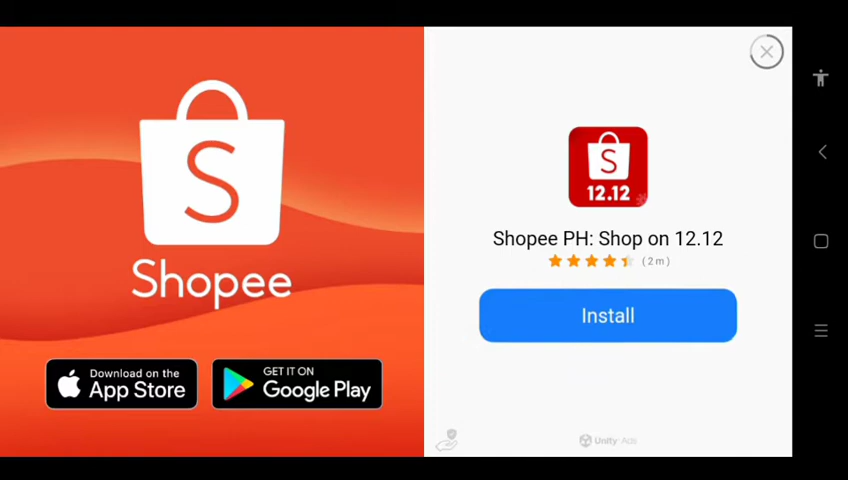 S
Shopee
Download on the
App Store
GET IT ON
Google Play
S
12.12
Shopee PH: Shop on 12.12
(2m)
Install
Unity Ads